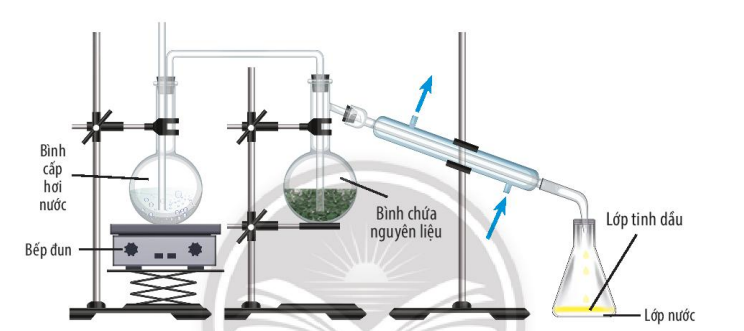 Bình
cấp
hơi
nước
Bếp đun
Bình chứa
nguyên liệu
Lớp tinh dầu
Lớp nước